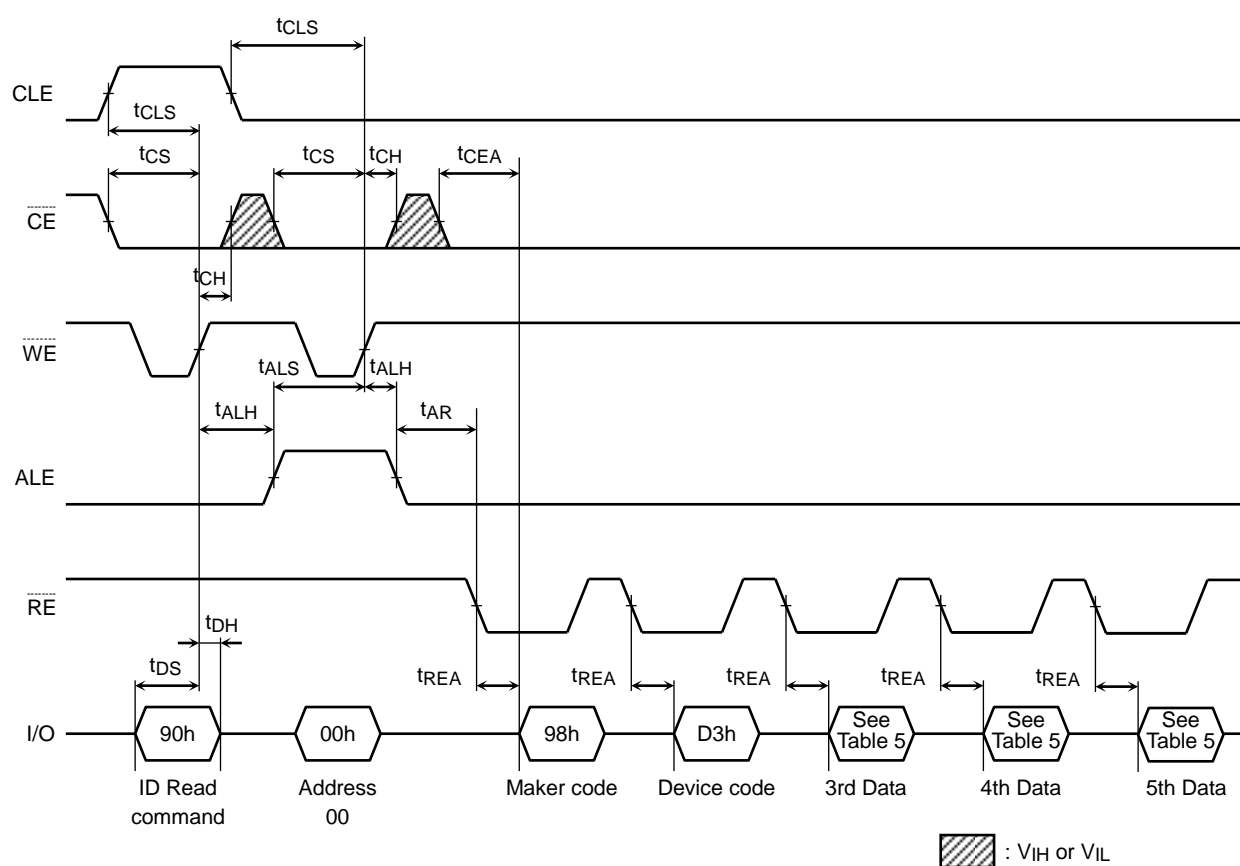 tCLS
CLE
tCLS
tCS
tCS
tCH
tCEA
CE
tCH
WE
tALS
tALH
tALH
tAR
ALE
RE
tDH
tDS
tREA
tREA
tREA
tREA
tREA
I/O
90h
00h
98h
D3h
See
Table 5
See
Table 5
See
Table 5
ID Read
command
Address
00
Maker code
Device code
3rd Data
4th Data
5th Data
: VIH or VIL